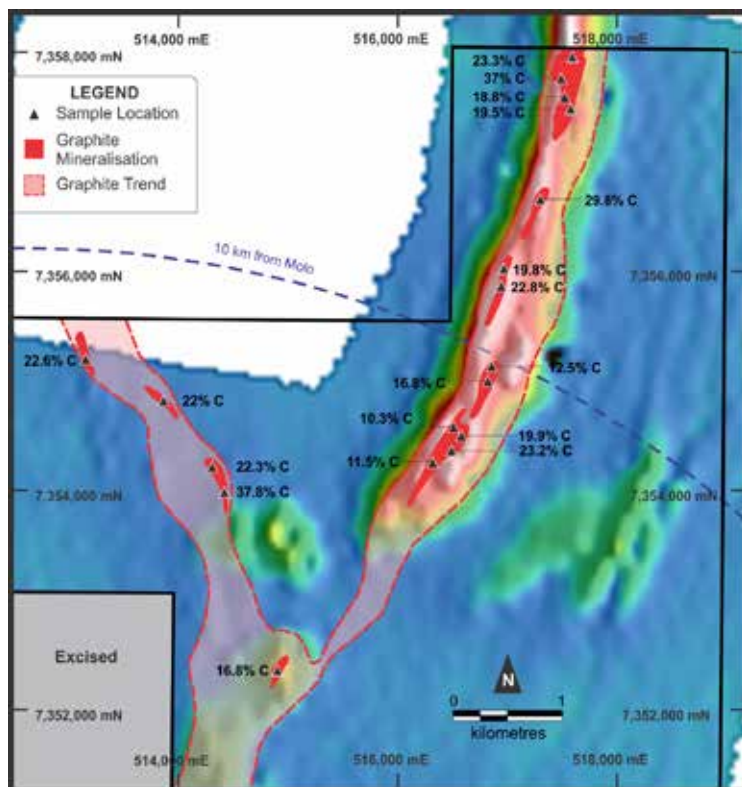 514,000 mE
516,000 mE
518,000 mE
7,358,000 mN
7,358,000 mN
LEGEND
Sample Location
Graphite
Mineralisation
Graphite Trend
23.3% C
37% C
18.8% C
19.5% C
29.8% C
10 km from Molo
7,356,000 mN
19.8% C
7,356,000 mN
22.8% C
22.6% C
12.5% C
16.8% C
22% C
10.3% C
19.9% C
23.2% C
11.5% C
22.3% C
37.8% C
7,354,000 mN
7,354,000 mN
Excised
16.8% C
N
0
1
kilometres
7,352,000 mN
7,352,000 mN
514,000 mE
516,000 mE
518,000 mE